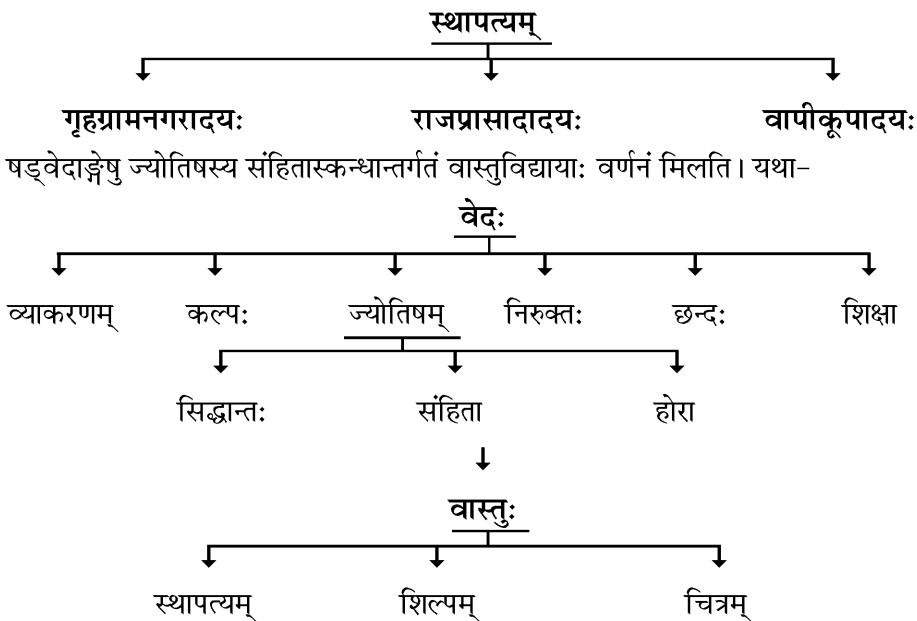 स्थापत्यम्
गृहग्रामनगरादयः राजप्रासादादयः वापीकूपादयः
षड्वेदाङ्गेषु ज्योतिषस्य संहितास्कन्धान्तर्गतं वास्तुविद्यायाः वर्णनं मिलति। यथा-
वेदः
व्याकरणम् कल्पः ज्योतिषम् निरुक्तः छन्दः शिक्षा
सिद्धान्तः संहिता होरा
वास्तुः
स्थापत्यम् शिल्पम् चित्रम्